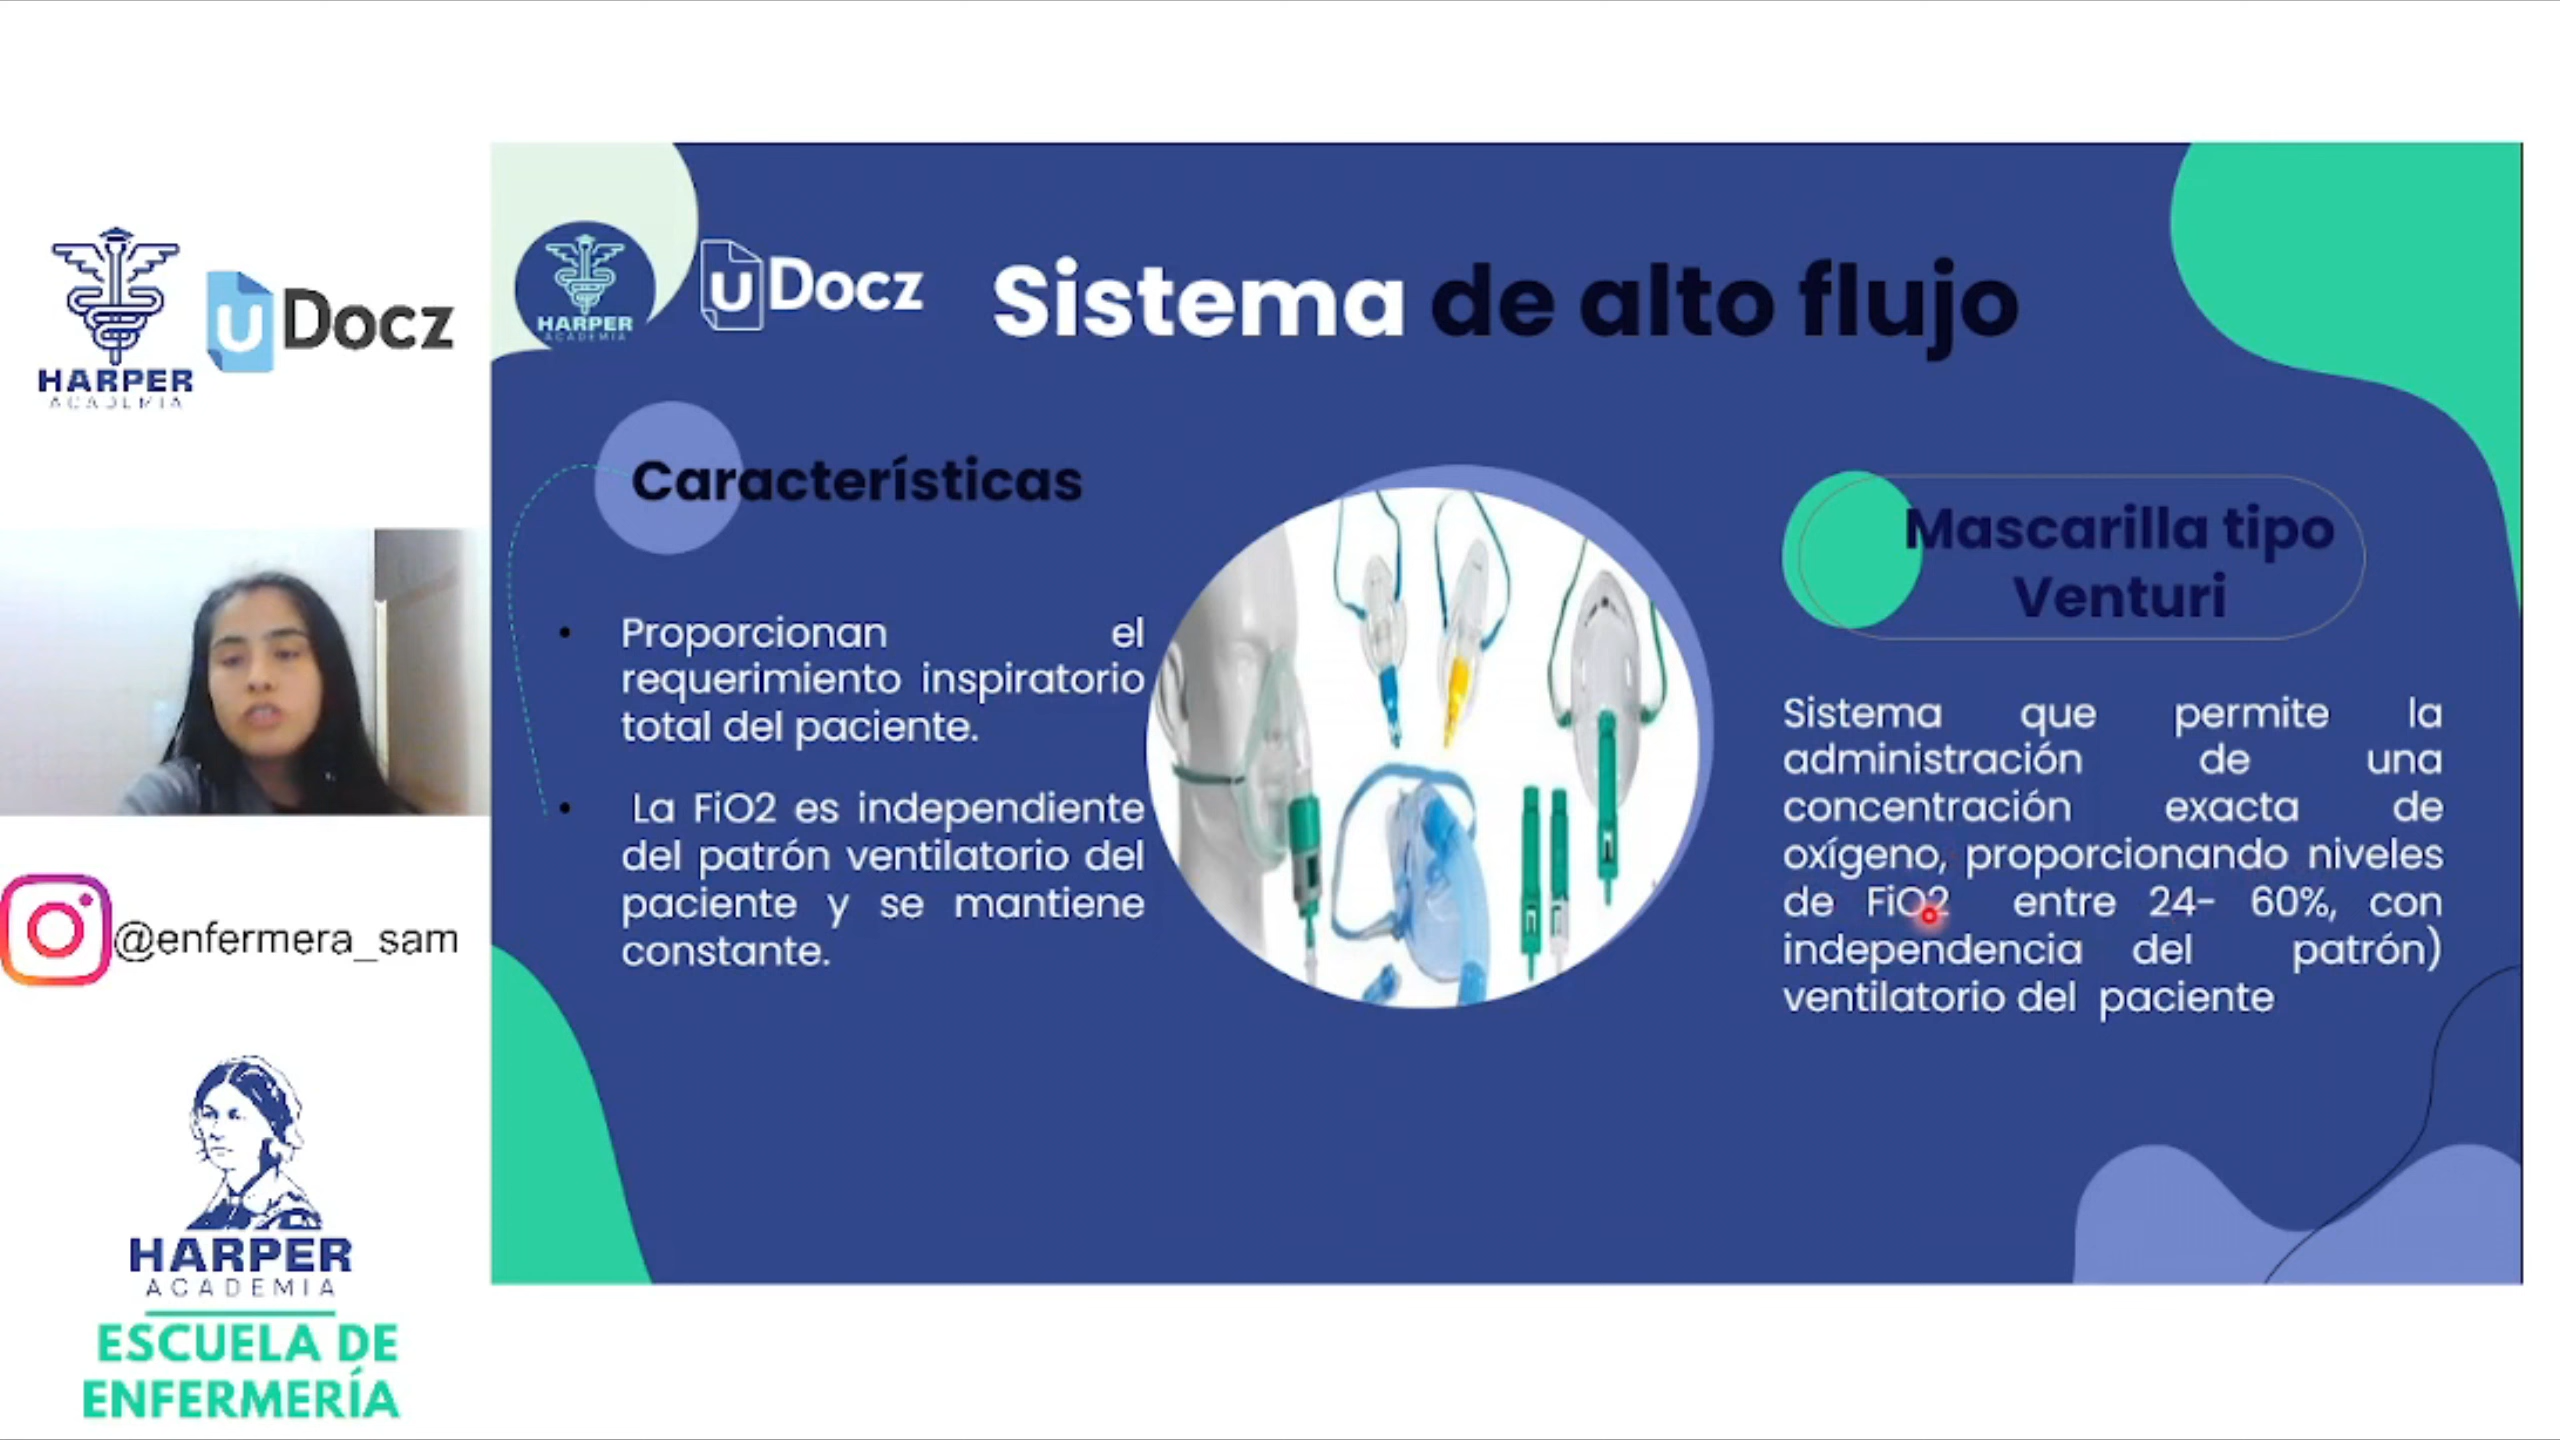 HARPER
ACADEMIA
uDocz
@enfermera_sam
HARPER
ACADEMIA
ESCUELA DE
ENFERMERÍA
HARPER
ACADEMIA
uDocz
Sistema de alto flujo
Características
• Proporcionan el
requerimiento inspiratorio
total del paciente.
• La FiO2 es independiente
del patrón ventilatorio del
paciente y se mantiene
constante.
Mascarilla tipo
Venturi
Sistema que permite la
administración de una
concentración exacta de
oxígeno, proporcionando niveles
de FiO2 entre 24- 60%, con
independencia del patrón)
ventilatorio del paciente